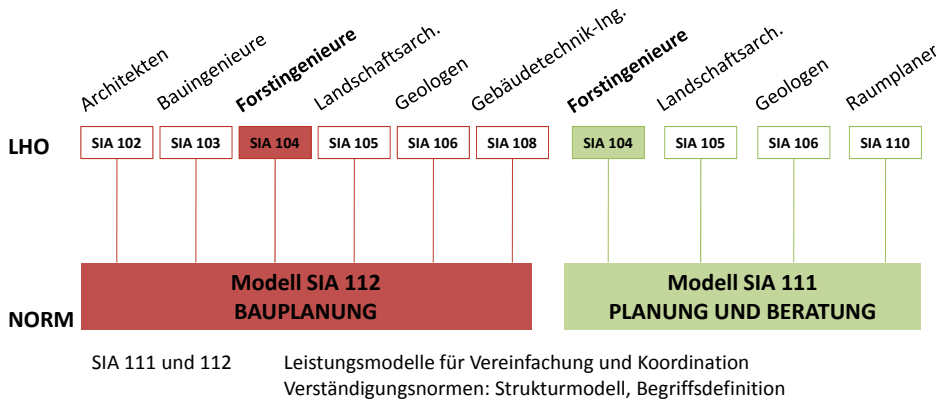 Architekten
Bauingenieure
Forstingenieure
Landschaftsarch.
Geologen
Gebäudetechnik-Ing.
Forstingenieure
Landschaftsarch.
Geologen
Raumplaner
LHO
SIA 102
SIA 103
SIA 104
SIA 105
SIA 106
SIA 108
SIA 104
SIA 105
SIA 106
SIA 110
NORM
Modell SIA 112
BAUPLANUNG
Modell SIA 111
PLANUNG UND BERATUNG
SIA 111 und 112 Leistungsmodelle für Vereinfachung und Koordination
Verständigungsnormen: Strukturmodell, Begriffsdefinition